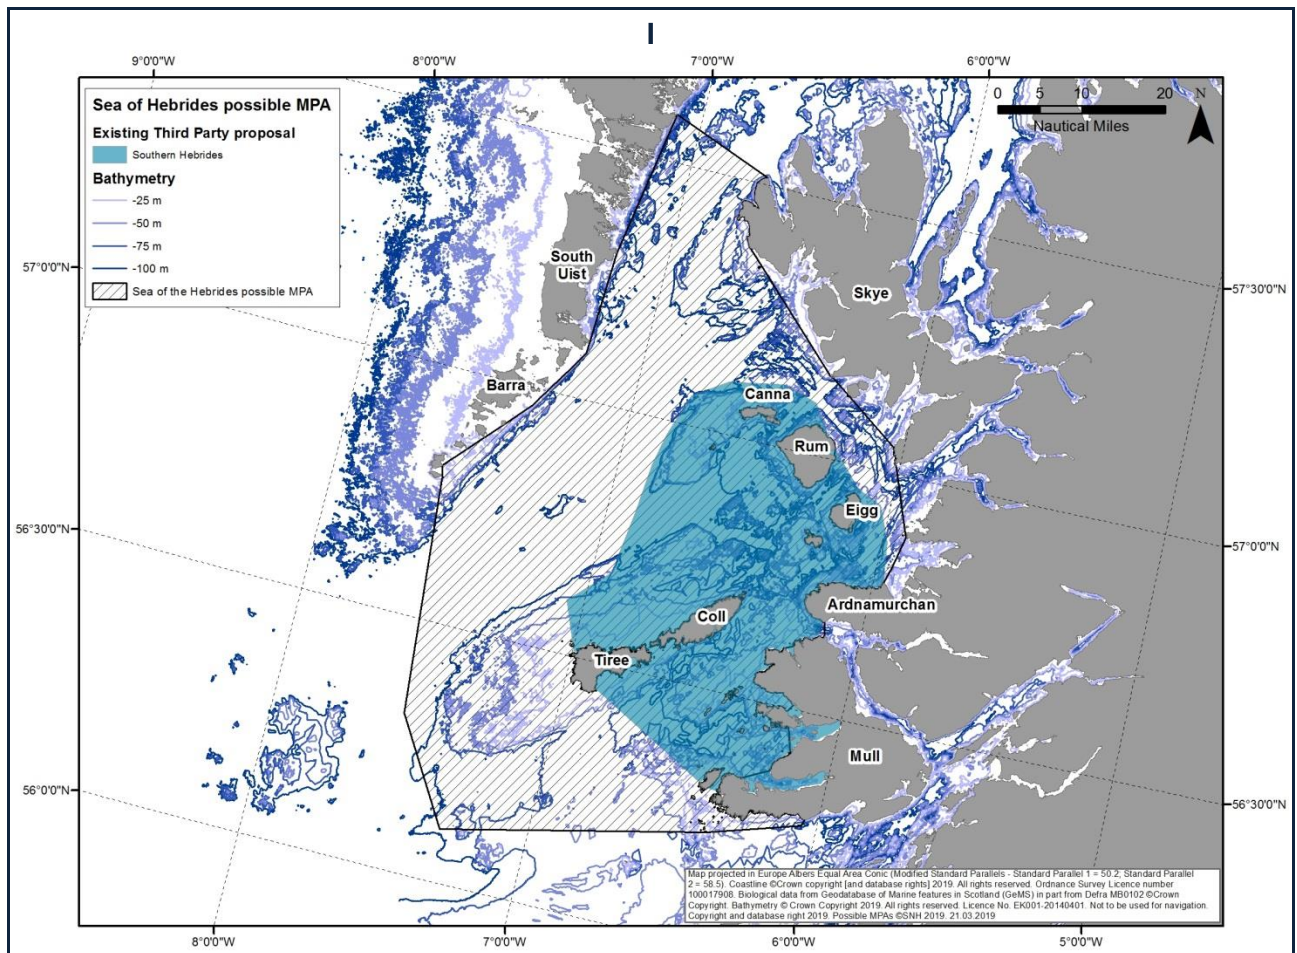 I
9°0'0"W 8°0'0"W 7°0'0"W 6°0'0"W
Sea of Hebrides possible MPA
Existing Third Party proposal
Southern Hebrides
Bathymetry
-25 m
-50 m
-75 m
-100 m
Sea of the Hebrides possible MPA
0 5 10 20 N
Nautical Miles
57°0'0"N
57°30'0"N
South
Uist
Skye
Barra
Canna
Rum
Eigg
56°30'0"N
57°0'0"N
Ardnamurchan
Coll
Tiree
Mull
56°0'0"N
56°30'0"N
Map projected in Europe Albers Equal Area Conic (Modified Standard Parallels - Standard Parallel 1 = 50.2, Standard Parallel
2 = 58.5). Coastline ©Crown copyright [and database rights] 2019. All rights reserved. Ordnance Survey Licence number
100017908. Biological data from Geodatabase of Marine features in Scotland (GeMS) in part from Defra MB0102 ©Crown
Copyright. Bathymetry © Crown Copyright 2019. All rights reserved. Licence No. EK001-20140401. Not to be used for navigation.
Copyright and database right 2019. Possible MPAs ©SNH 2019. 21.03.2019
8°0'0"W 7°0'0"W 6°0'0"W 5°0'0"W